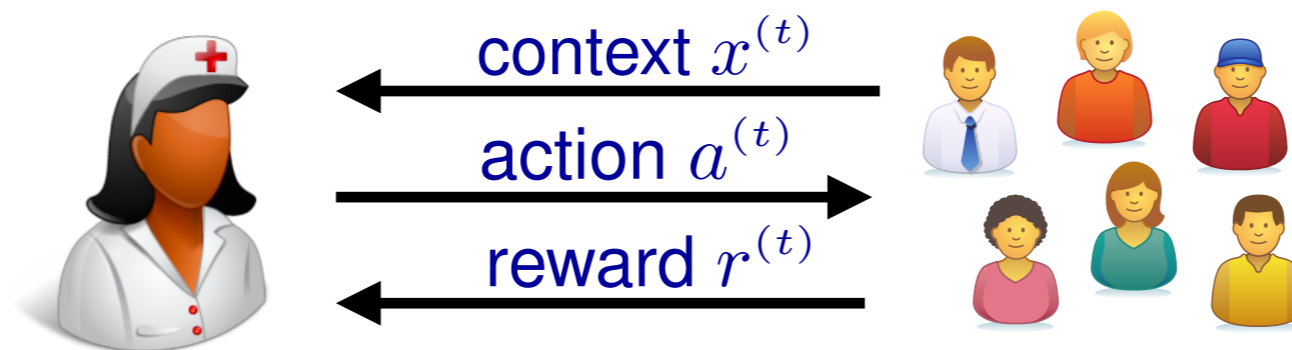 context x^(t)
action a^(t)
reward r^(t)